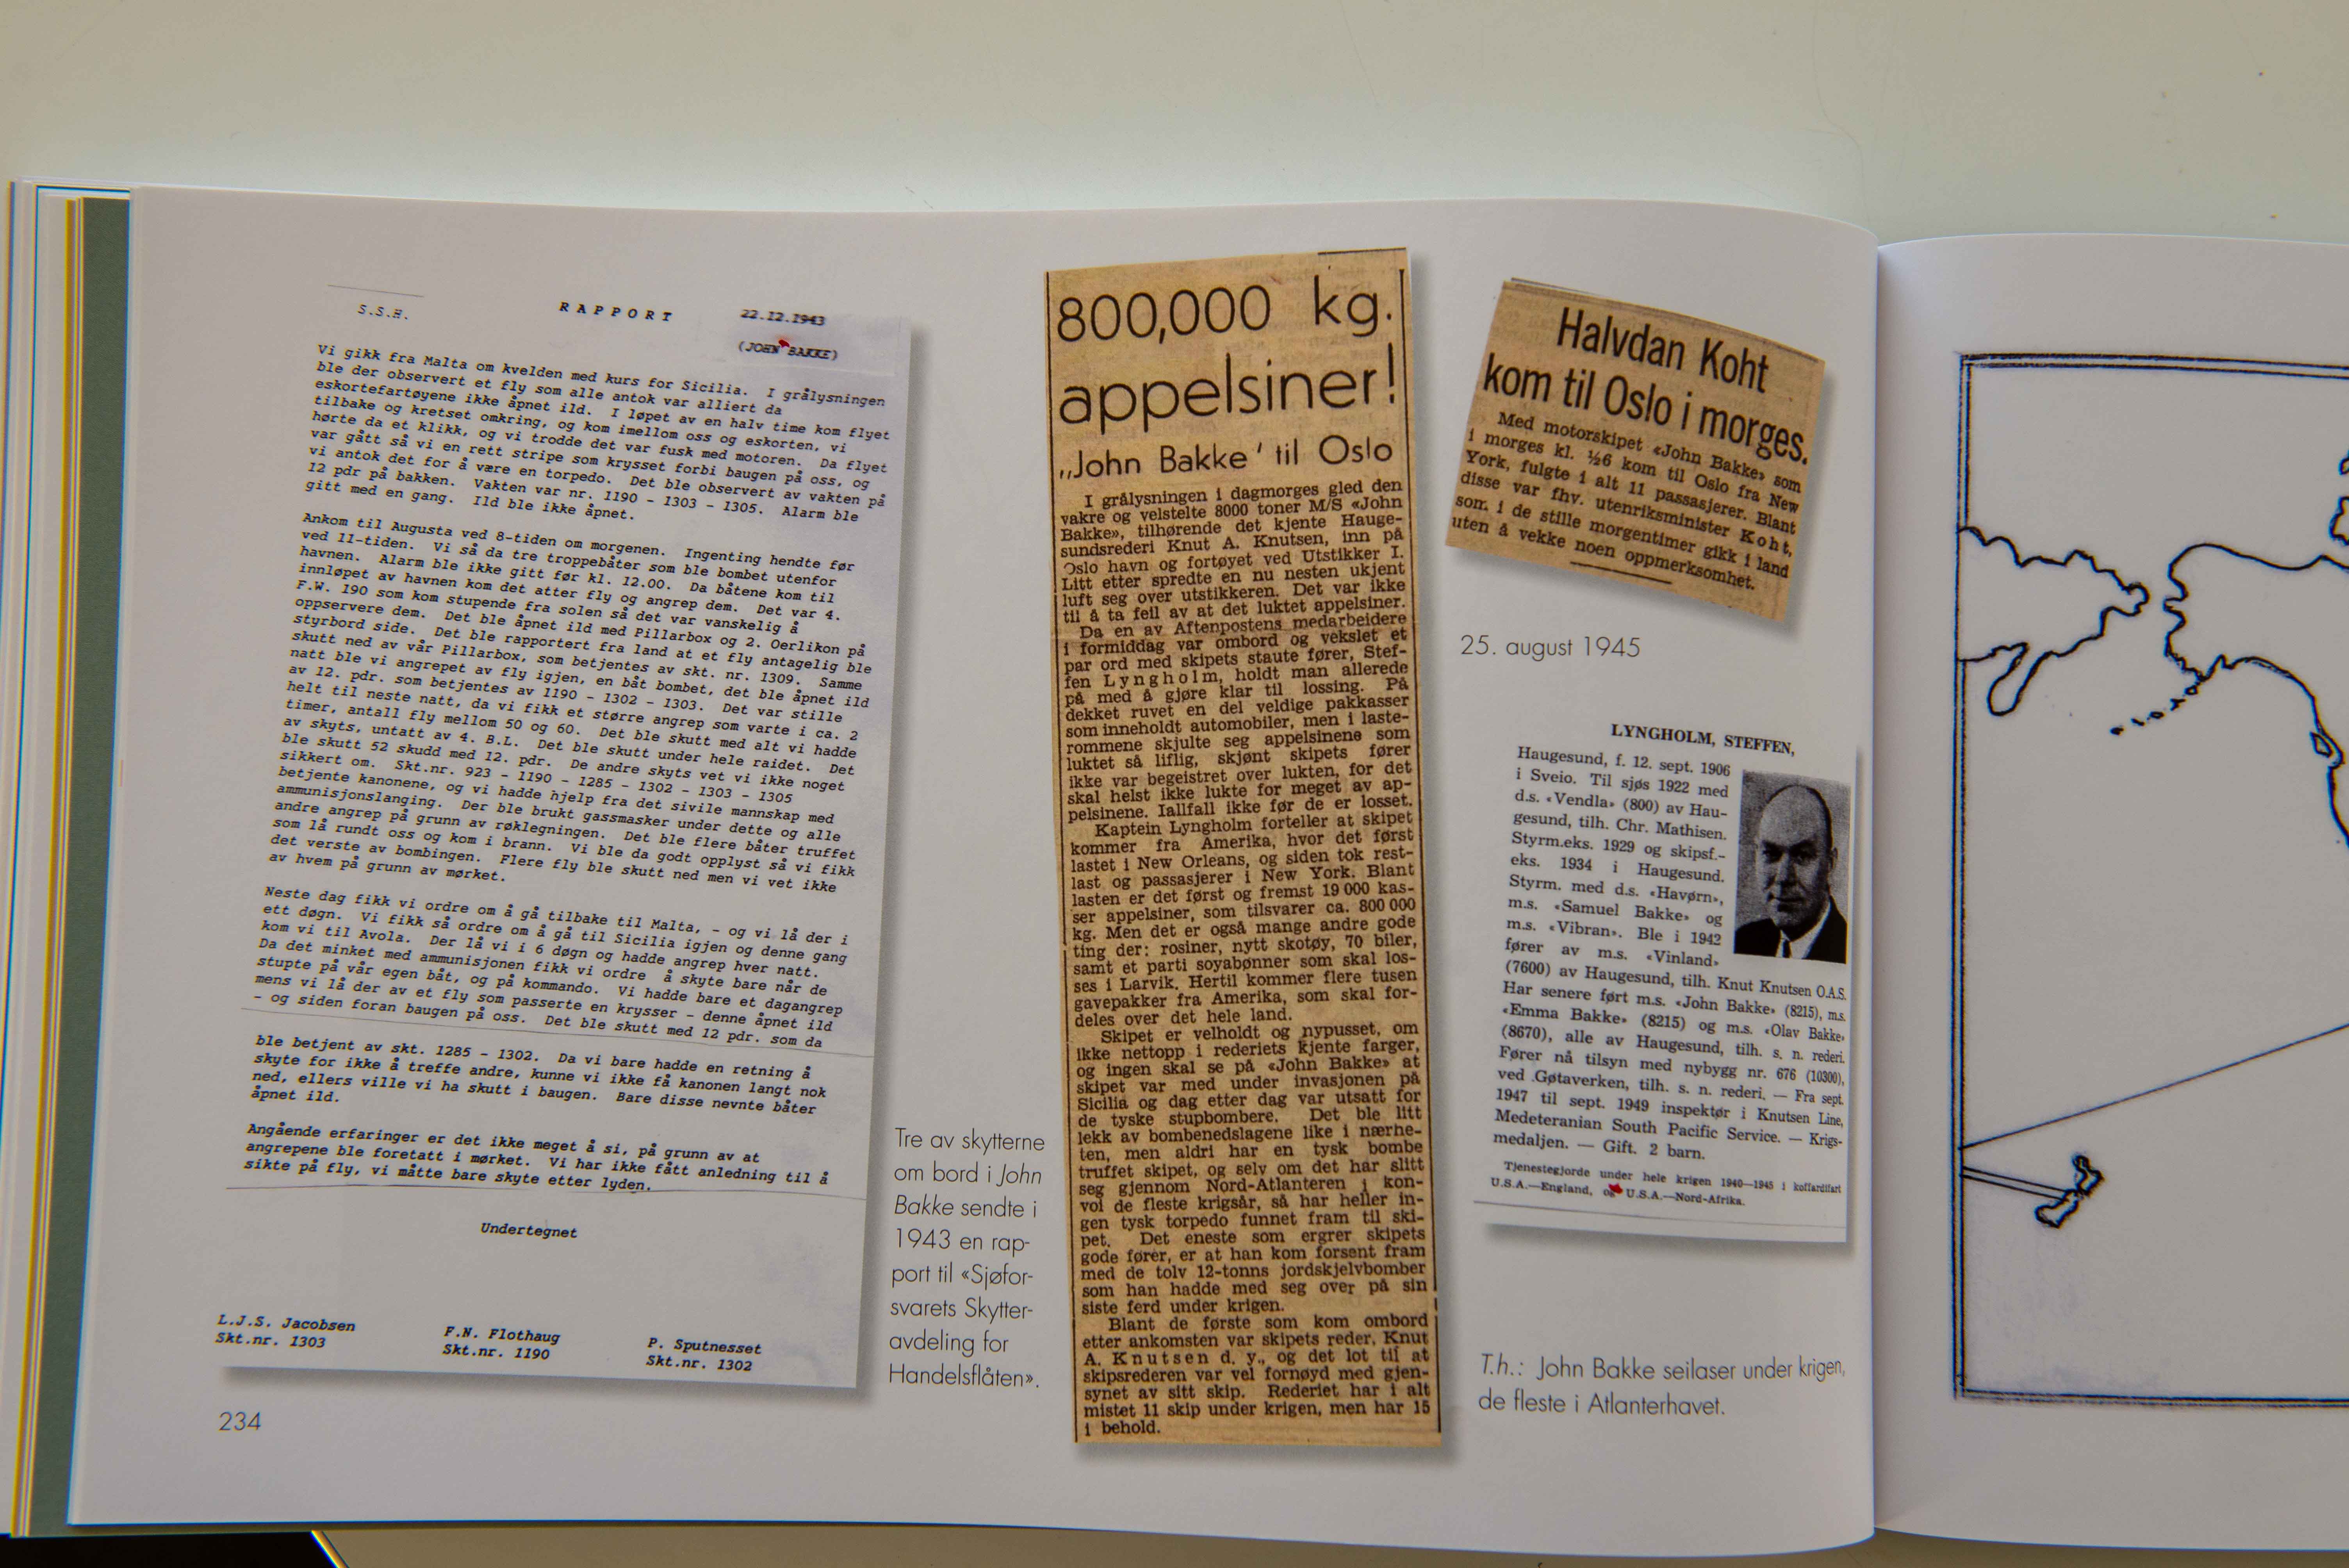 S.S.H. RAPPORT 22.12.1943
(JOHN BAKKE)
Vi gikk fra Malta om kvelden med kurs for Sicilia. I grålysningen
ble der observert et fly som alle antok var alliert da
eskortefartøyene ikke åpnet ild. I løpet av en halv time kom flyet
tilbake og kretset omkring, og kom imellom oss og eskorten, vi
hørte da et klikk, og vi trodde det var fusk med motoren. Da flyet
var gått så vi en rett stripe som krysset forbi baugen på oss, og
vi antok det for å være en torpedo. Det ble observert av vakten på
12 pdr på bakken. Vakten var nr. 1190 - 1303 - 1305. Alarm ble
gitt med en gang. Ild ble ikke åpnet.
Ankom til Augusta ved 8-tiden om morgenen. Ingenting hendte før
ved 11-tiden. Vi så da tre troppebåter som ble bombet utenfor
havnen. Alarm ble ikke gitt før kl. 12.00. Da båtene kom til
innløpet av havnen kom det atter fly og angrep dem. Det var 4.
F.W. 190 som kom stupende fra solen så det var vanskelig å
oppservere dem. Det ble åpnet ild med Pillarbox og 2. Oerlikon på
styrbord side. Det ble rapportert fra land at et fly antagelig ble
skutt ned av vår Pillarbox, som betjentes av skt. nr. 1309. Samme
natt ble vi angrepet av fly igjen, en båt bombet, det ble åpnet ild
av 12. pdr. som betjentes av 1190 - 1302 - 1303. Det var stille
helt til neste natt, da vi fikk et større angrep som varte i ca. 2
timer, antall fly mellom 50 og 60. Det ble skutt med alt vi hadde
av skyts, untatt av 4. B.L. Det ble skutt under hele raidet. Det
ble skutt 52 skudd med 12. pdr. De andre skyts vet vi ikke noget
sikkert om. Skt.nr. 923 - 1190 - 1285 - 1302 - 1303 - 1305
betjente kanonene, og vi hadde hjelp fra det sivile mannskap med
ammunisjonslanging. Der ble brukt gassmasker under dette og alle
andre angrep på grunn av røklegningen. Det ble flere båter truffet
som lå rundt oss og kom i brann. Vi ble da godt opplyst så vi fikk
det verste av bombingen. Flere fly ble skutt ned men vi vet ikke
av hvem på grunn av mørket.
Neste dag fikk vi ordre om å gå tilbake til Malta, - og vi lå der i
ett døgn. Vi fikk så ordre om å gå til Sicilia igjen og denne gang
kom vi til Avola. Der lå vi i 6 døgn og hadde angrep hver natt.
Da det minket med ammunisjonen fikk vi ordre å skyte bare når de
stupte på vår egen båt, og på kommando. Vi hadde bare et dagangrep
mens vi lå der av et fly som passerte en krysser - denne åpnet ild
- og siden foran baugen på oss. Det ble skutt med 12 pdr. som da
ble betjent av skt. 1285 - 1302. Da vi bare hadde en retning å
skyte for ikke å treffe andre, kunne vi ikke få kanonen langt nok
ned, ellers ville vi ha skutt i baugen. Bare disse nevnte båter
åpnet ild.
Angående erfaringer er det ikke meget å si, på grunn av at
angrepene ble foretatt i mørket. Vi har ikke fått anledning til å
sikte på fly, vi måtte bare skyte etter lyden.
Undertegnet
L.J.S. Jacobsen
Skt.nr. 1303
F.N. Flothaug
Skt.nr. 1190
P. Sputnesset
Skt.nr. 1302
234
Tre av skytterne
om bord i John
Bakke sendte i
1943 en rap-
port til «Sjøfor-
svarets Skytter-
avdeling for
Handelsflåten».
800,000 kg.
appelsiner!
„John Bakke' til Oslo
I grålysningen i dagmorges gled den
vakre og velstelte 8000 toner M/S «John
Bakke», tilhørende det kjente Hauge-
sundsrederi Knut A. Knutsen, inn på
Oslo havn og fortøyet ved Utstikker I.
Litt etter spredte en nu nesten ukjent
luft seg over utstikkeren. Det var ikke
til å ta feil av at det luktet appelsiner.
Da en av Aftenpostens medarbeidere
i formiddag var ombord og vekslet et
par ord med skipets staute fører, Stef-
fen Lyngholm, holdt man allerede
på med å gjøre klar til lossing. På
dekket ruvet en del veldige pakkasser
som inneholdt automobiler, men i laste-
rommene skjulte seg appelsinene som
luktet så liflig, skjønt skipets fører
ikke var begeistret over lukten, for det
skal helst ikke lukte for meget av ap-
pelsinene. Iallfall ikke før de er losset.
Kaptein Lyngholm forteller at skipet
kommer fra Amerika, hvor det først
lastet i New Orleans, og siden tok rest-
last og passasjerer i New York. Blant
lasten er det først og fremst 19 000 kas-
ser appelsiner, som tilsvarer ca. 800 000
kg. Men det er også mange andre gode
ting der: rosiner, nytt skotøy, 70 biler,
samt et parti soyabønner som skal los-
ses i Larvik. Hertil kommer flere tusen
gavepakker fra Amerika, som skal for-
deles over det hele land.
Skipet er velholdt og nypusset, om
ikke nettopp i rederiets kjente farger,
og ingen skal se på «John Bakke» at
skipet var med under invasjonen på
Sicilia og dag etter dag var utsatt for
de tyske stupbombere. Det ble litt
lekk av bombenedslagene like i nærhe-
ten, men aldri har en tysk bombe
truffet skipet, og selv om det har slitt
seg gjennom Nord-Atlanteren i kon-
voi de fleste krigsår, så har heller in-
gen tysk torpedo funnet fram til ski-
pet. Det eneste som ergrer skipets
gode fører, er at han kom forsent fram
med de tolv 12-tonns jordskjelvbomber
som han hadde med seg over på sin
siste ferd under krigen.
Blant de første som kom ombord
etter ankomsten var skipets reder, Knut
A. Knutsen d. y., og det lot til at
skipsrederen var vel fornøyd med gjen-
synet av sitt skip. Rederiet har i alt
mistet 11 skip under krigen, men har 15
i behold.
Halvdan Koht
kom til Oslo i morges.
Med motorskipet «John Bakke» som
i morges kl. ½6 kom til Oslo fra New
York, fulgte i alt 11 passasjerer. Blant
disse var fhv. utenriksminister Koht,
som i de stille morgentimer gikk i land
uten å vekke noen oppmerksomhet.
25. august 1945
LYNGHOLM, STEFFEN,
Haugesund, f. 12. sept. 1906
i Sveio. Til sjøs 1922 med
d.s. «Vendla» (800) av Hau-
gesund, tilh. Chr. Mathisen.
Styrm.eks. 1929 og skipsf.-
eks. 1934 i Haugesund.
Styrm. med d.s. «Havørn»,
m.s. «Samuel Bakke» og
m.s. «Vibran». Ble i 1942
fører av m.s. «Vinland»
(7600) av Haugesund, tilh. Knut Knutsen O.A.S.
Har senere ført m.s. «John Bakke» (8215), m.s.
«Emma Bakke» (8215) og m.s. «Olav Bakke»
(8670), alle av Haugesund, tilh. s. n. rederi.
Fører nå tilsyn med nybygg nr. 676 (10300),
ved Gøtaverken, tilh. s. n. rederi. — Fra sept.
1947 til sept. 1949 inspektør i Knutsen Line,
Medeteranian South Pacific Service. — Krigs-
medaljen. — Gift. 2 barn.
Tjenestegjorde under hele krigen 1940—1945 i koffardifart
U.S.A.—England, og U.S.A.—Nord-Afrika.
T.h.: John Bakke seilaser under krigen,
de fleste i Atlanterhavet.